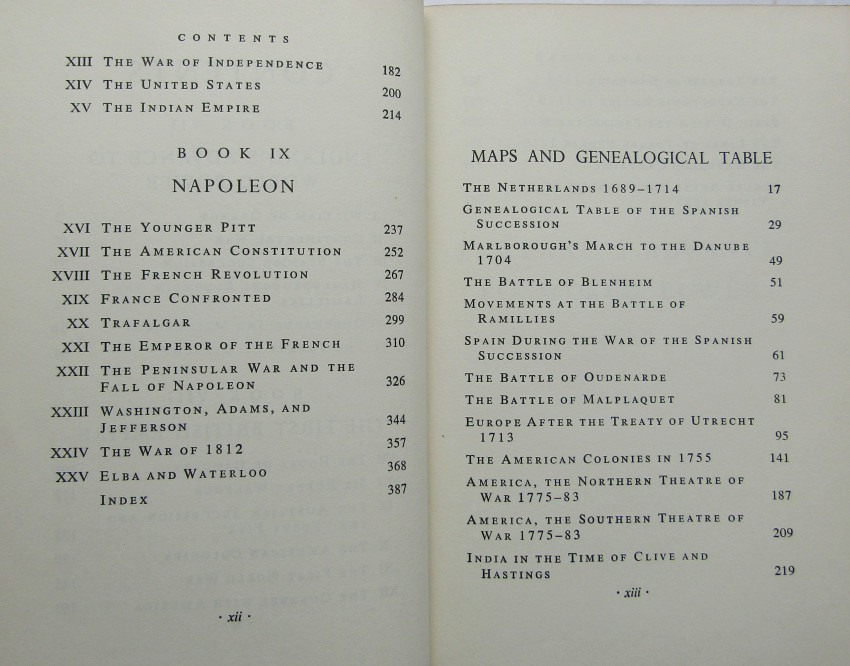 CONTENTS
XIII THE WAR OF INDEPENDENCE 182
XIV THE UNITED STATES 200
XV THE INDIAN EMPIRE 214
BOOK IX
NAPOLEON
XVI THE YOUNGER PITT 237
XVII THE AMERICAN CONSTITUTION 252
XVIII THE FRENCH REVOLUTION 267
XIX FRANCE CONFRONTED 284
XX TRAFALGAR 299
XXI THE EMPEROR OF THE FRENCH 310
XXII THE PENINSULAR WAR AND THE
FALL OF NAPOLEON 326
XXIII WASHINGTON, ADAMS, AND
JEFFERSON 344
XXIV THE WAR OF 1812 357
XXV ELBA AND WATERLOO 368
INDEX 387
· xii ·
MAPS AND GENEALOGICAL TABLE
THE NETHERLANDS 1689–1714 17
GENEALOGICAL TABLE OF THE SPANISH
SUCCESSION 29
MARLBOROUGH'S MARCH TO THE DANUBE
1704 49
THE BATTLE OF BLENHEIM 51
MOVEMENTS AT THE BATTLE OF
RAMILLIES 59
SPAIN DURING THE WAR OF THE SPANISH
SUCCESSION 61
THE BATTLE OF OUDENARDE 73
THE BATTLE OF MALPLAQUET 81
EUROPE AFTER THE TREATY OF UTRECHT
1713 95
THE AMERICAN COLONIES IN 1755 141
AMERICA, THE NORTHERN THEATRE OF
WAR 1775–83 187
AMERICA, THE SOUTHERN THEATRE OF
WAR 1775–83 209
INDIA IN THE TIME OF CLIVE AND
HASTINGS 219
· xiii ·